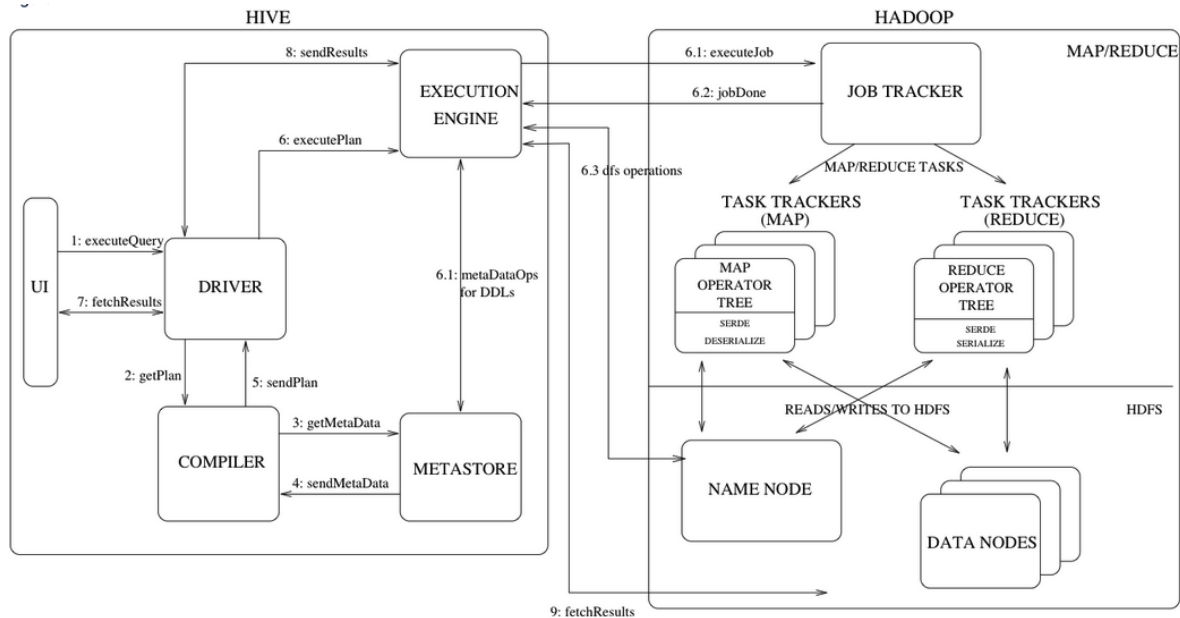 HIVE
HADOOP
8: sendResults
6.1: executeJob
MAP/REDUCE
EXECUTION
ENGINE
6.2: jobDone
JOB TRACKER
6: executePlan
6.3 dfs operations
MAP/REDUCE TASKS
TASK TRACKERS
(MAP)
TASK TRACKERS
(REDUCE)
1: executeQuery
UI
DRIVER
7: fetchResults
6.1: metaDataOps
for DDLs
MAP
OPERATOR
TREE
SERDE
DESERIALIZE
REDUCE
OPERATOR
TREE
SERDE
SERIALIZE
2: getPlan
5: sendPlan
READS/WRITES TO HDFS
HDFS
3: getMetaData
COMPILER
METASTORE
4: sendMetaData
NAME NODE
DATA NODES
9: fetchResults